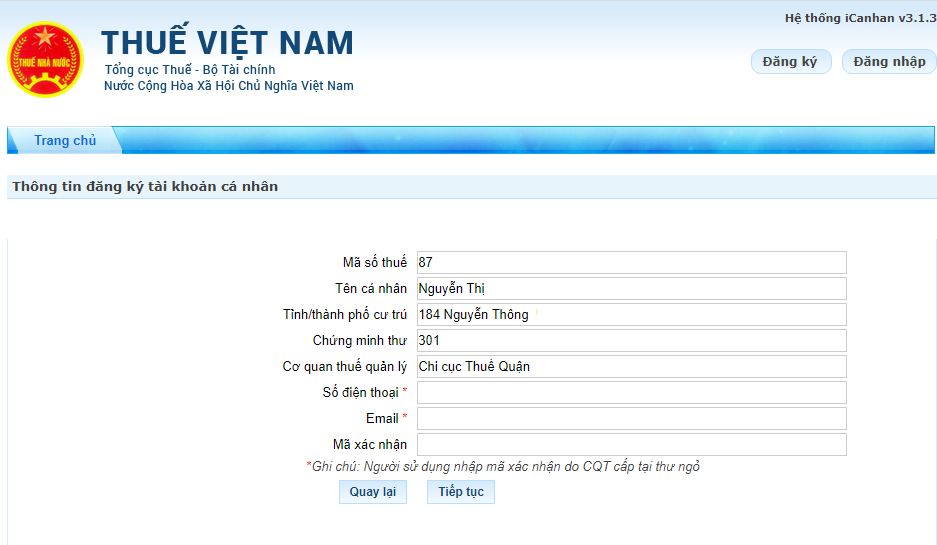 Hệ thống iCanhan v3.1.3
THUẾ NHÀ NƯỚC
THUẾ VIỆT NAM
Tổng cục Thuế - Bộ Tài chính
Nước Cộng Hòa Xã Hội Chủ Nghĩa Việt Nam
Đăng ký Đăng nhập
Trang chủ
Thông tin đăng ký tài khoản cá nhân
Mã số thuế 87
Tên cá nhân Nguyễn Thị
Tỉnh/thành phố cư trú 184 Nguyễn Thông
Chứng minh thư 301
Cơ quan thuế quản lý Chi cục Thuế Quận
Số điện thoại *
Email *
Mã xác nhận
*Ghi chú: Người sử dụng nhập mã xác nhận do CQT cấp tại thư ngỏ
Quay lại Tiếp tục